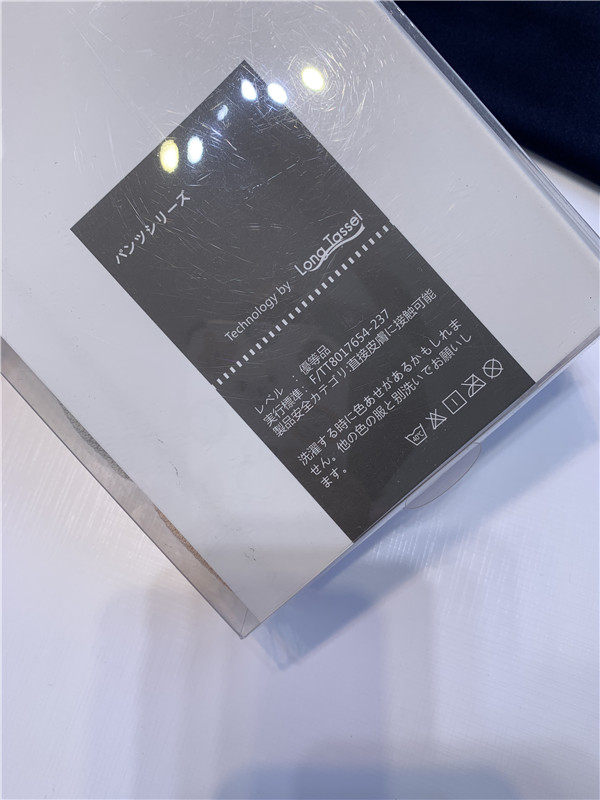 パンツシリーズ
Technology by Long Tassel
レベル : 優等品
実行標準: F/TT8017654-237
製品安全カテゴリ:直接皮膚に接触可能
洗濯する時に色あせがあるかもしれま
せん。他の色の服と別洗いでお願いし
ます。
40℃